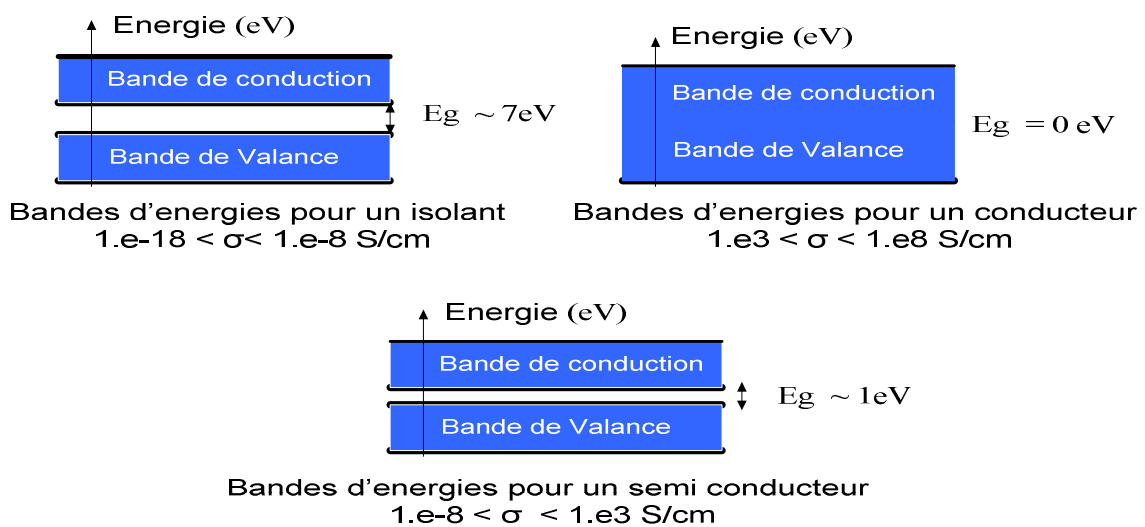 Energie (eV)
Bande de conduction
Eg ~ 7eV
Bande de Valance
Bandes d'energies pour un isolant
1.e-18 < σ< 1.e-8 S/cm
Energie (eV)
Bande de conduction
Eg = 0 eV
Bande de Valance
Bandes d'energies pour un conducteur
1.e3 < σ < 1.e8 S/cm
Energie (eV)
Bande de conduction
Eg ~ 1eV
Bande de Valance
Bandes d'energies pour un semi conducteur
1.e-8 < σ < 1.e3 S/cm